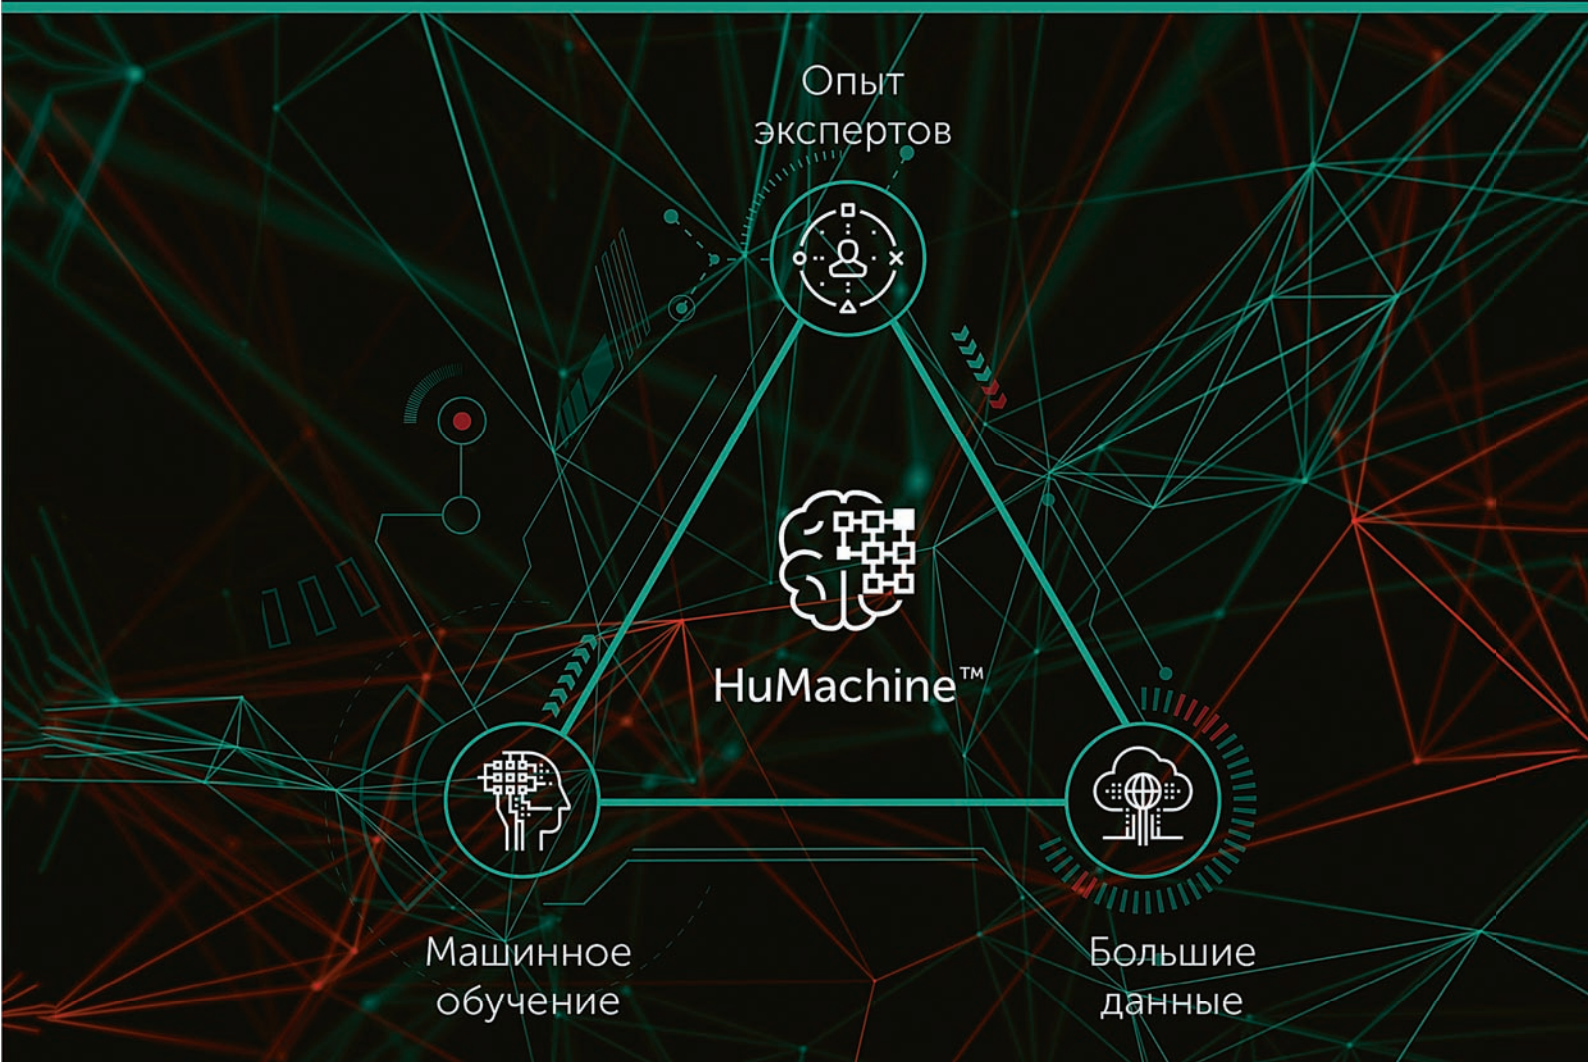 Опыт
экспертов
HuMachine™
Машинное
обучение
Большие
данные